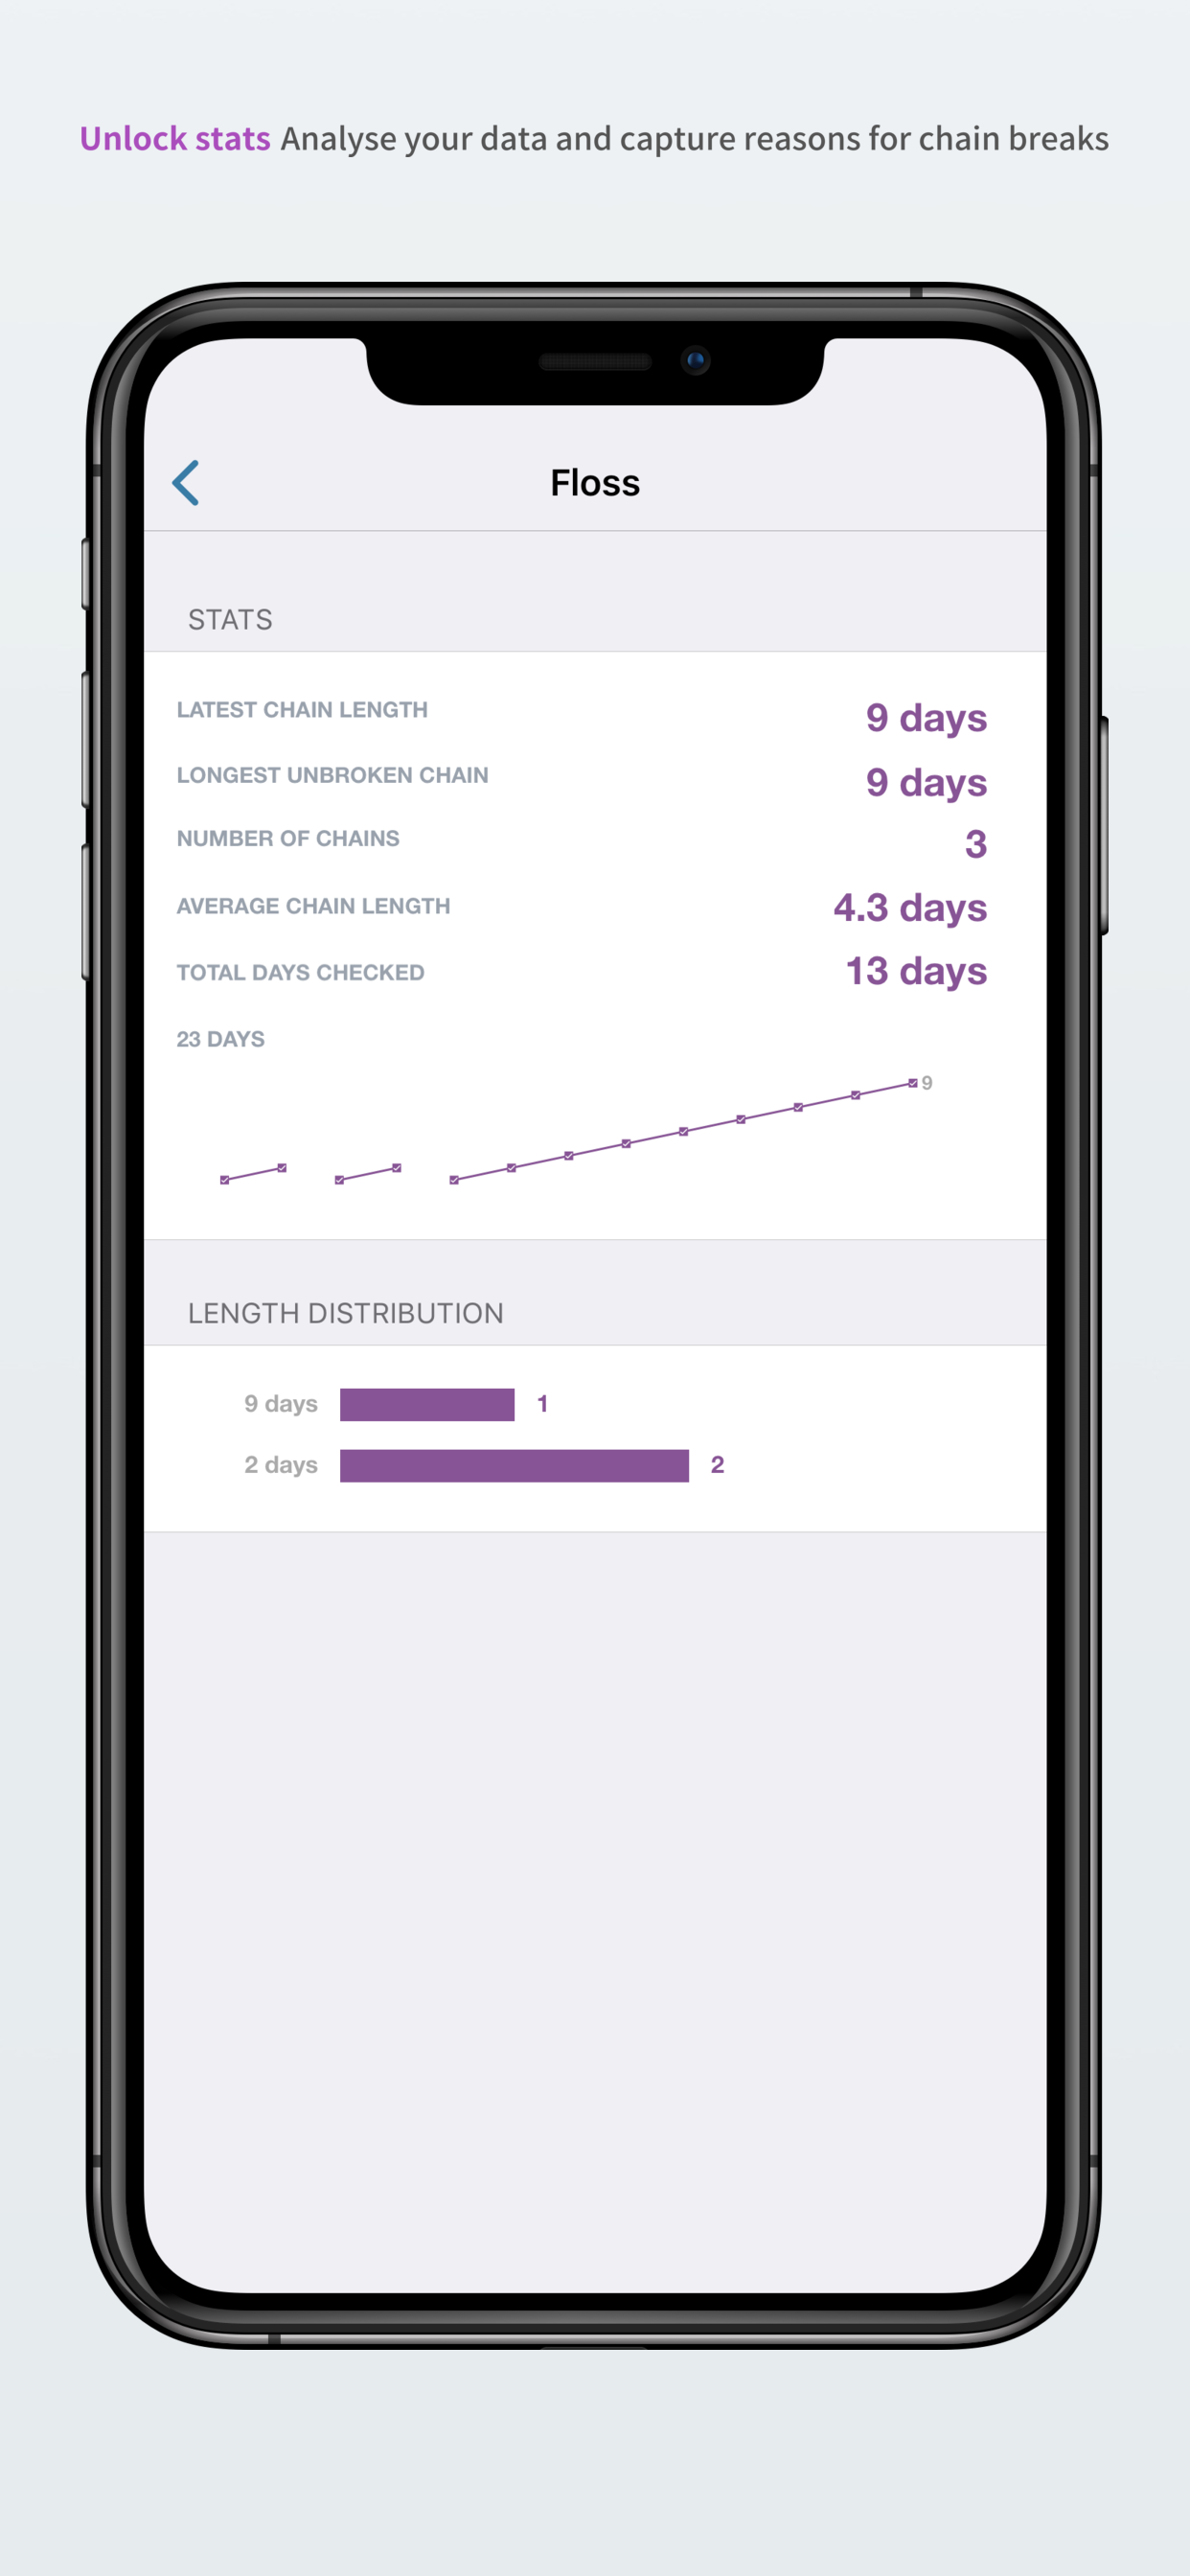 Unlock stats Analyse your data and capture reasons for chain breaks
Floss
STATS
LATEST CHAIN LENGTH 9 days
LONGEST UNBROKEN CHAIN 9 days
NUMBER OF CHAINS 3
AVERAGE CHAIN LENGTH 4.3 days
TOTAL DAYS CHECKED 13 days
23 DAYS
9
LENGTH DISTRIBUTION
9 days 1
2 days 2